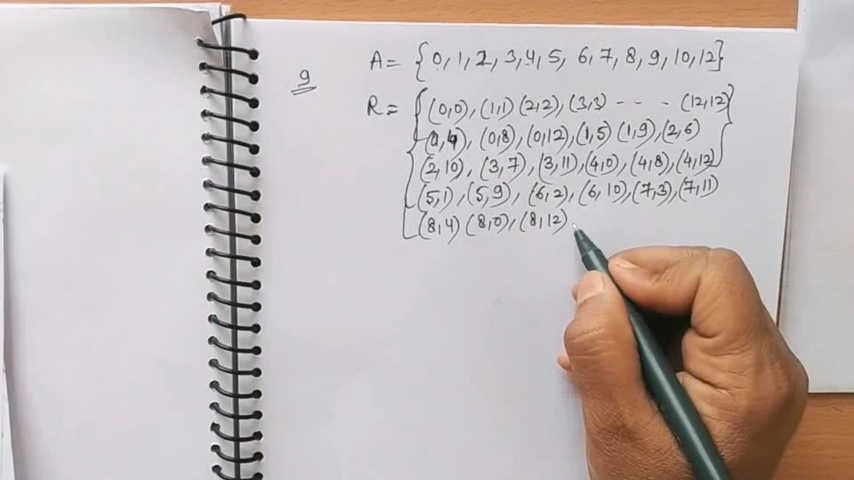 9 A = {0, 1, 2, 3, 4, 5, 6, 7, 8, 9, 10, 12}
R = {(0,0), (1,1) (2,2), (3,3) - - - - (12,12)
(0,4), (0,8), (0,12), (1,5) (1,9), (2,6)
(2,10), (3,7), (3,11), (4,0), (4,8), (4,12)
(5,1), (5,9), (6,2), (6,10), (7,3), (7,11)
(8,4) (8,0), (8,12)